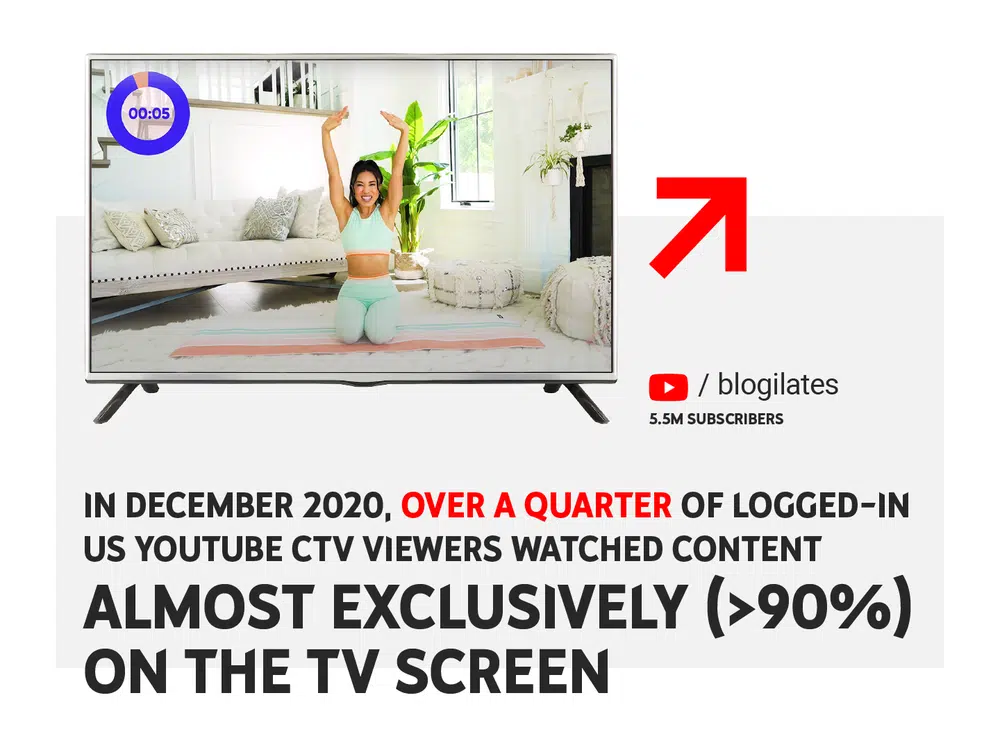 00:05
/ blogilates
5.5M SUBSCRIBERS
IN DECEMBER 2020, OVER A QUARTER OF LOGGED-IN
US YOUTUBE CTV VIEWERS WATCHED CONTENT
ALMOST EXCLUSIVELY (>90%)
ON THE TV SCREEN